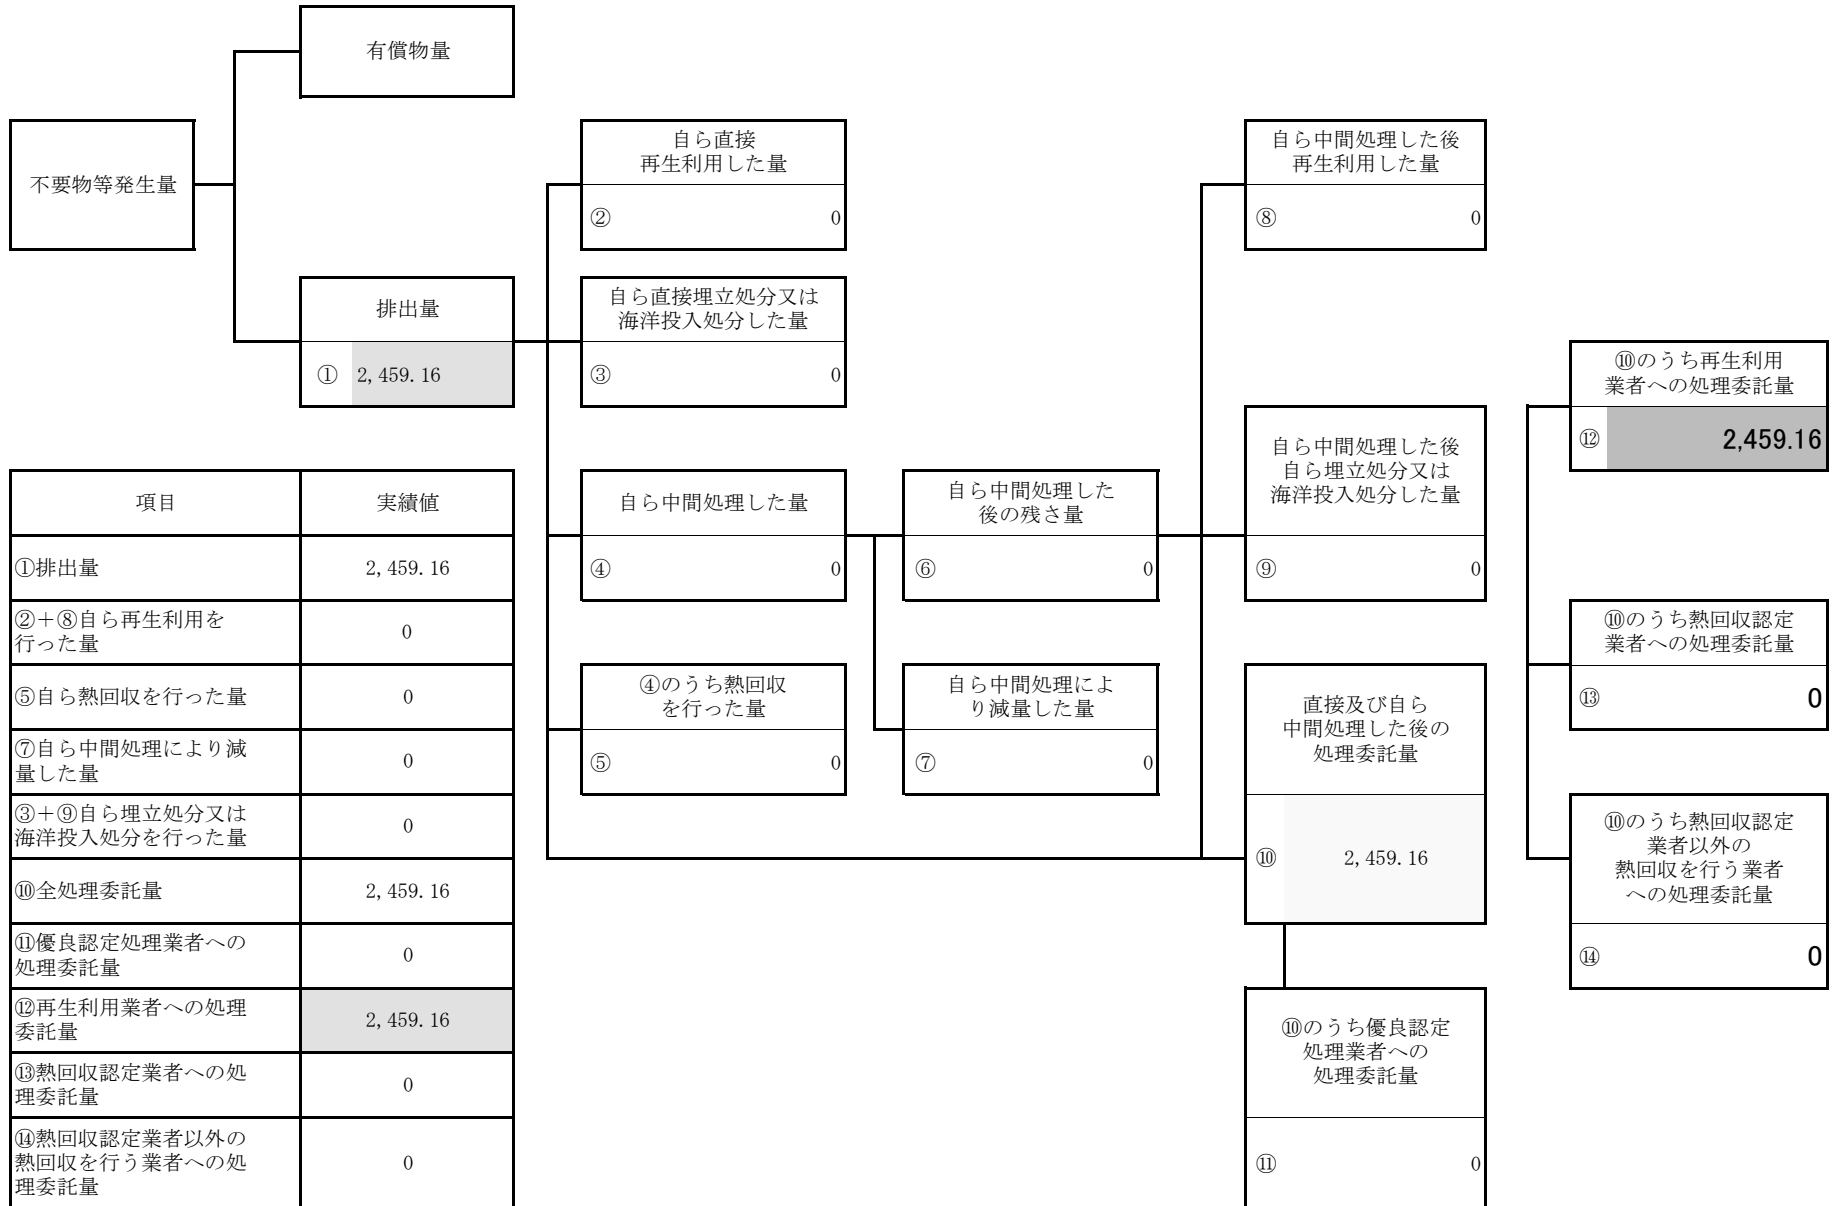 有償物量
不要物等発生量
排出量
① 2,459.16
自ら直接
再生利用した量
② 0
自ら直接埋立処分又は
海洋投入処分した量
③ 0
自ら中間処理した量
④ 0
④のうち熱回収
を行った量
⑤ 0
自ら中間処理した
後の残さ量
⑥ 0
自ら中間処理によ
り減量した量
⑦ 0
自ら中間処理した後
再生利用した量
⑧ 0
自ら中間処理した後
自ら埋立処分又は
海洋投入処分した量
⑨ 0
直接及び自ら
中間処理した後の
処理委託量
⑩ 2,459.16
⑩のうち優良認定
処理業者への
処理委託量
⑪ 0
⑩のうち再生利用
業者への処理委託量
⑫ 2,459.16
⑩のうち熱回収認定
業者への処理委託量
⑬ 0
⑩のうち熱回収認定
業者以外の
熱回収を行う業者
への処理委託量
⑭ 0
項目 実績値
①排出量 2,459.16
②＋⑧自ら再生利用を
行った量 0
⑤自ら熱回収を行った量 0
⑦自ら中間処理により減
量した量 0
③＋⑨自ら埋立処分又は
海洋投入処分を行った量 0
⑩全処理委託量 2,459.16
⑪優良認定処理業者への
処理委託量 0
⑫再生利用業者への処理
委託量 2,459.16
⑬熱回収認定業者への処
理委託量 0
⑭熱回収認定業者以外の
熱回収を行う業者への処
理委託量 0